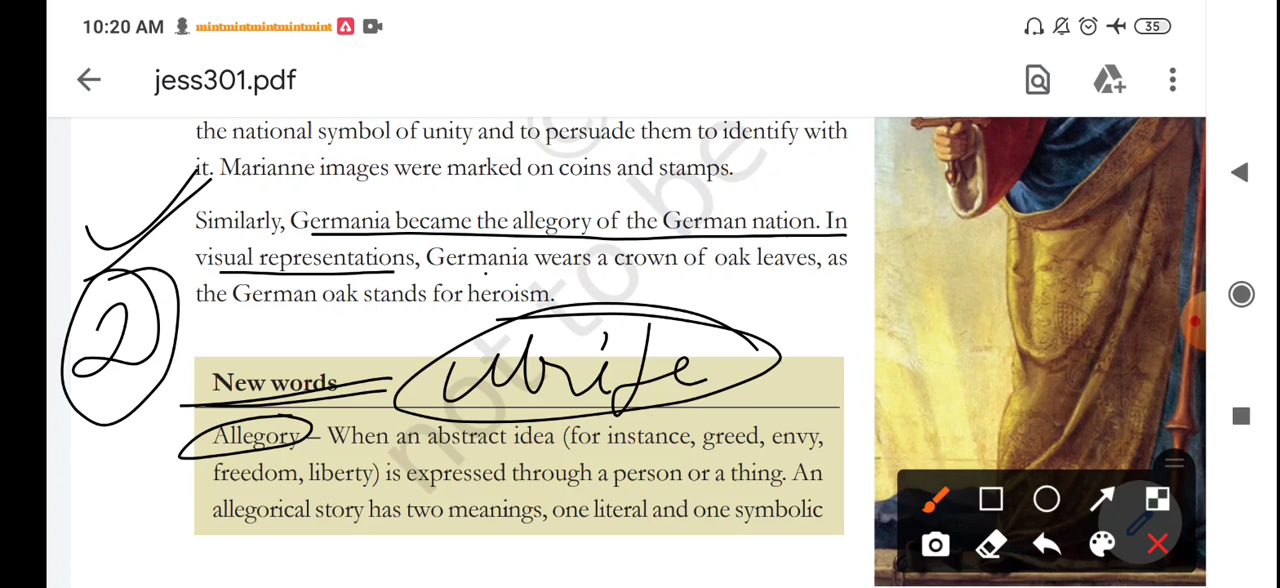 10:20 AM mintmintmintmintmint 35
jess301.pdf
the national symbol of unity and to persuade them to identify with
it. Marianne images were marked on coins and stamps.
Similarly, Germania became the allegory of the German nation. In
visual representations, Germania wears a crown of oak leaves, as
the German oak stands for heroism.
2
write
New words
Allegory – When an abstract idea (for instance, greed, envy,
freedom, liberty) is expressed through a person or a thing. An
allegorical story has two meanings, one literal and one symbolic
©
not to be